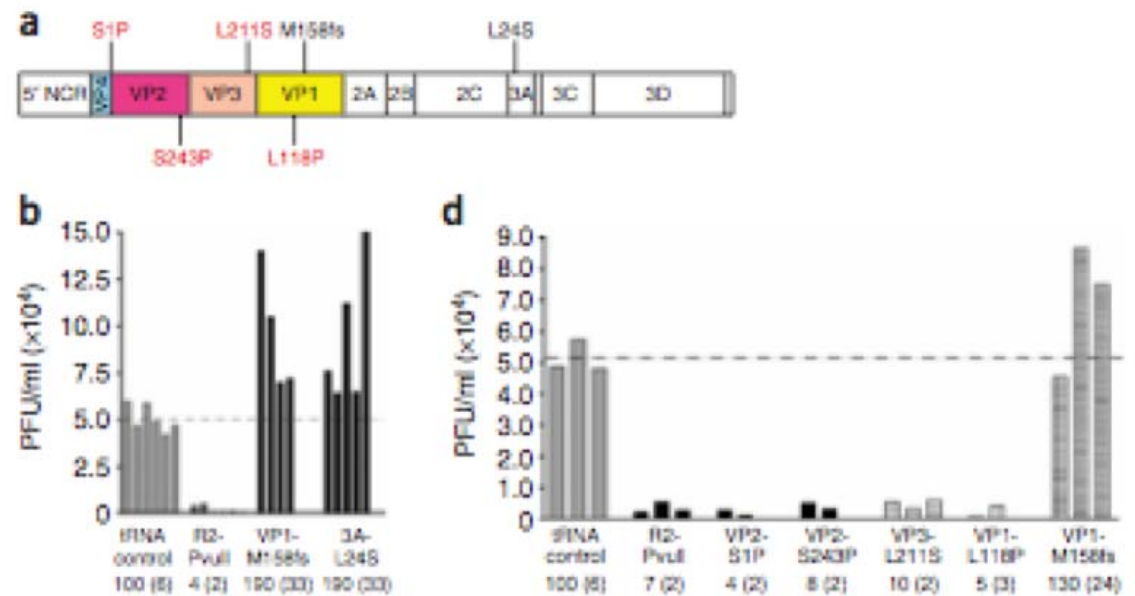 a
S1P L211S M158fs L24S
5' NCR VP4 VP2 VP3 VP1 2A 2B 2C 3A 3C 3D
S243P L118P
b
PFU/ml (×10⁴)
15.0
12.5
10.0
7.5
5.0
2.5
0
tRNA R2- VP1- 3A-
control PvuII M158fs L24S
100 (6) 4 (2) 190 (33) 190 (33)
d
PFU/ml (×10⁴)
9.0
8.0
7.0
6.0
5.0
4.0
3.0
2.0
1.0
0
tRNA R2- VP2- VP2- VP3- VP1- VP1-
control PvuII S1P S243P L211S L118P M158fs
100 (6) 7 (2) 4 (2) 8 (2) 10 (2) 5 (3) 130 (24)